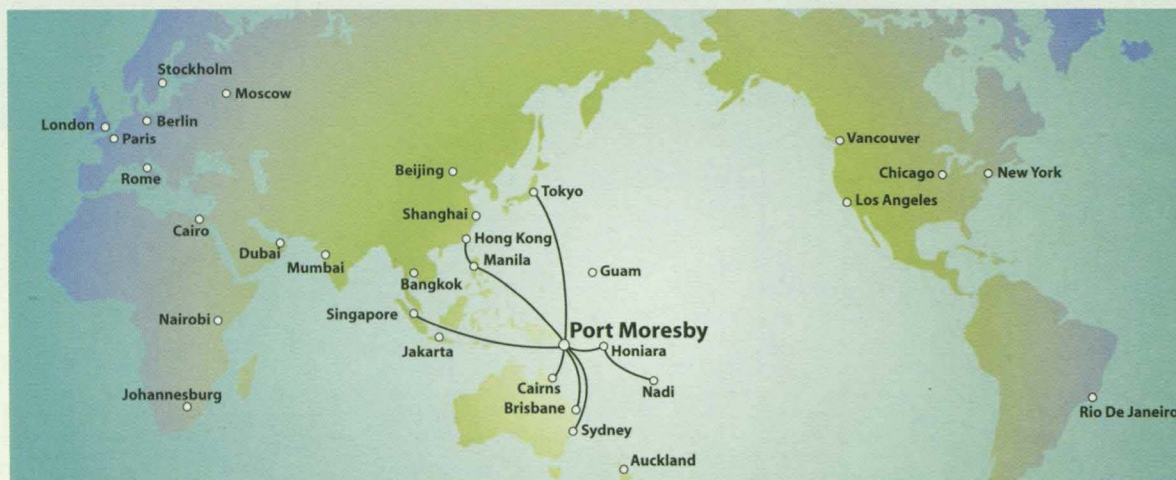 Stockholm
Moscow
London
Berlin
Paris
Rome
Beijing
Tokyo
Vancouver
Chicago
New York
Los Angeles
Shanghai
Cairo
Hong Kong
Dubai
Mumbai
Manila
Bangkok
Guam
Nairobi
Singapore
Port Moresby
Jakarta
Honiara
Cairns
Nadi
Johannesburg
Brisbane
Rio De Janeiro
Sydney
Auckland